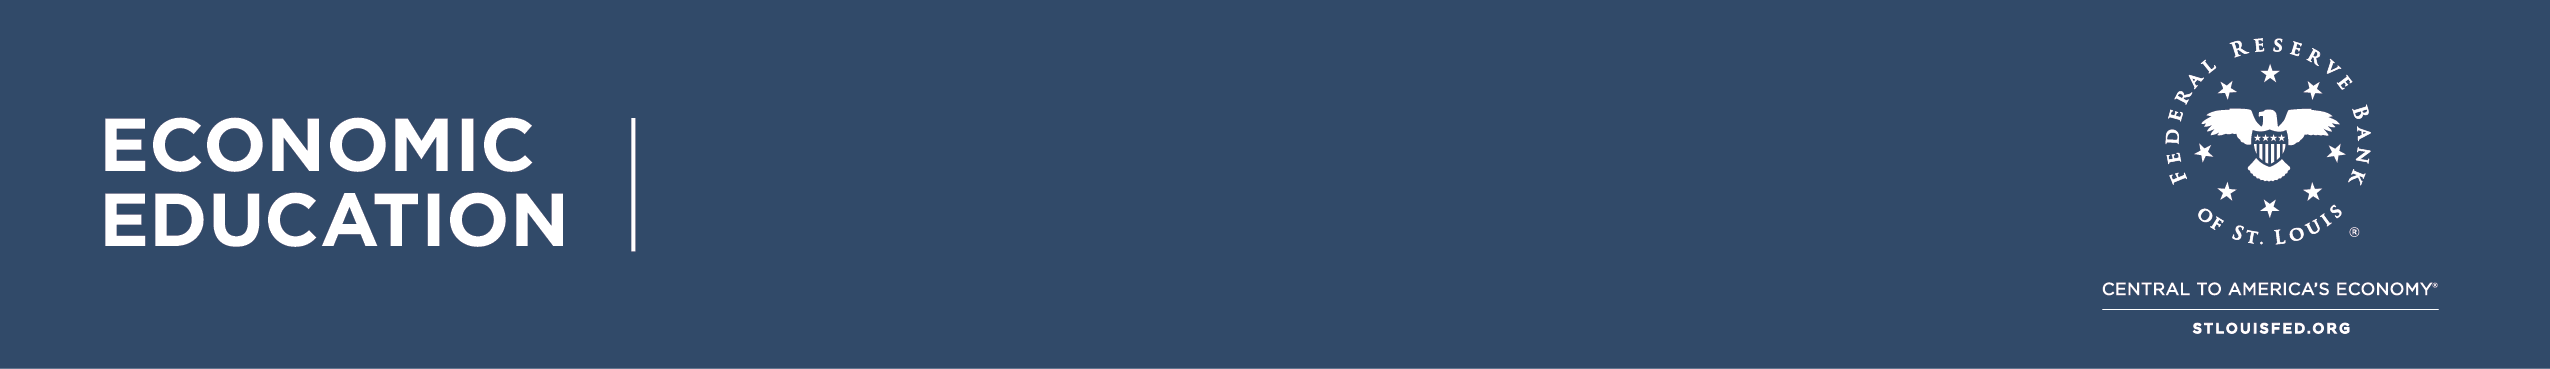 ECONOMIC
EDUCATION
FEDERAL RESERVE BANK
OF ST. LOUIS ®
CENTRAL TO AMERICA'S ECONOMY®
STLOUISFED.ORG